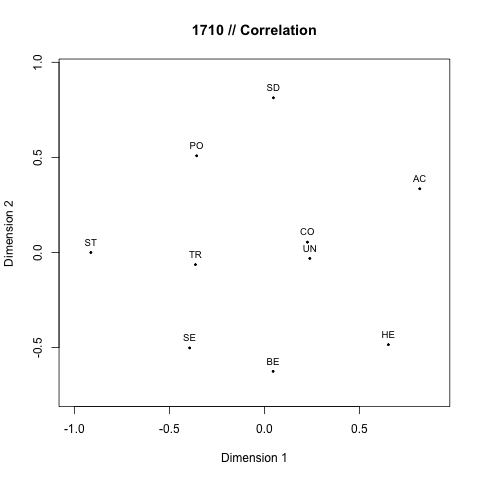 1710 // Correlation
1.0
SD
PO
0.5
AC
CO
ST
0.0
UN
TR
Dimension 2
HE
SE
-0.5
BE
-1.0 -0.5 0.0 0.5
Dimension 1